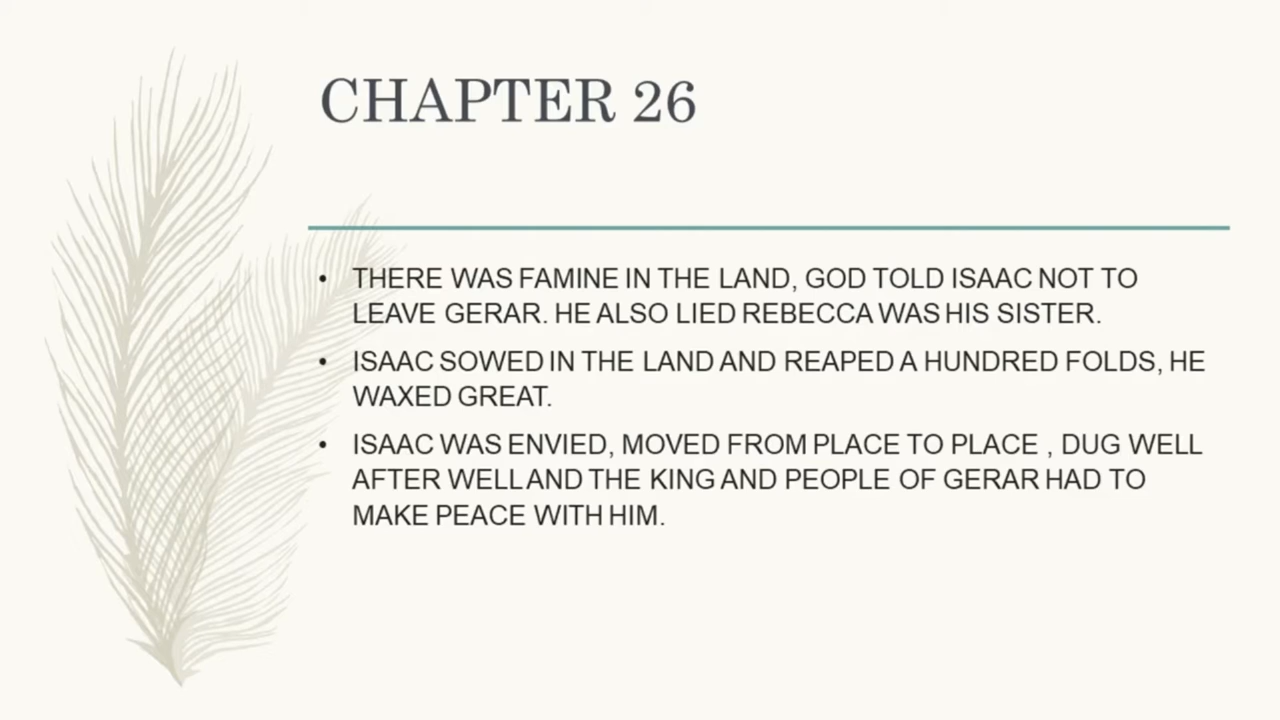 CHAPTER 26
• THERE WAS FAMINE IN THE LAND, GOD TOLD ISAAC NOT TO
LEAVE GERAR. HE ALSO LIED REBECCA WAS HIS SISTER.
• ISAAC SOWED IN THE LAND AND REAPED A HUNDRED FOLDS, HE
WAXED GREAT.
• ISAAC WAS ENVIED, MOVED FROM PLACE TO PLACE , DUG WELL
AFTER WELL AND THE KING AND PEOPLE OF GERAR HAD TO
MAKE PEACE WITH HIM.